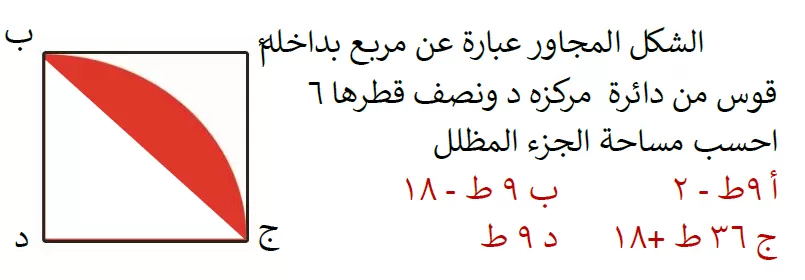 الشكل المجاور عبارة عن مربع بداخله
قوس من دائرة مركزه د ونصف قطرها ٦
احسب مساحة الجزء المظلل
أ ٩ط - ٢ ب ٩ ط - ١٨
ج ٣٦ ط +١٨ د ٩ ط
ب أ
د ج